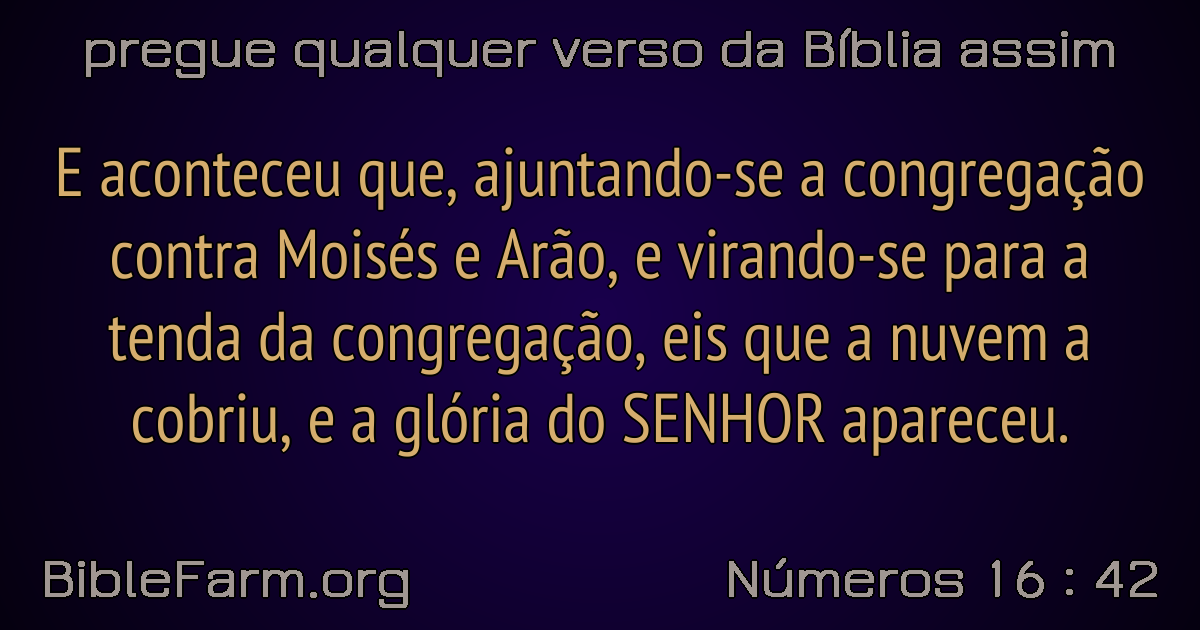 pregue qualquer verso da Bíblia assim
E aconteceu que, ajuntando-se a congregação
contra Moisés e Arão, e virando-se para a
tenda da congregação, eis que a nuvem a
cobriu, e a glória do SENHOR apareceu.
BibleFarm.org
Números 16 : 42